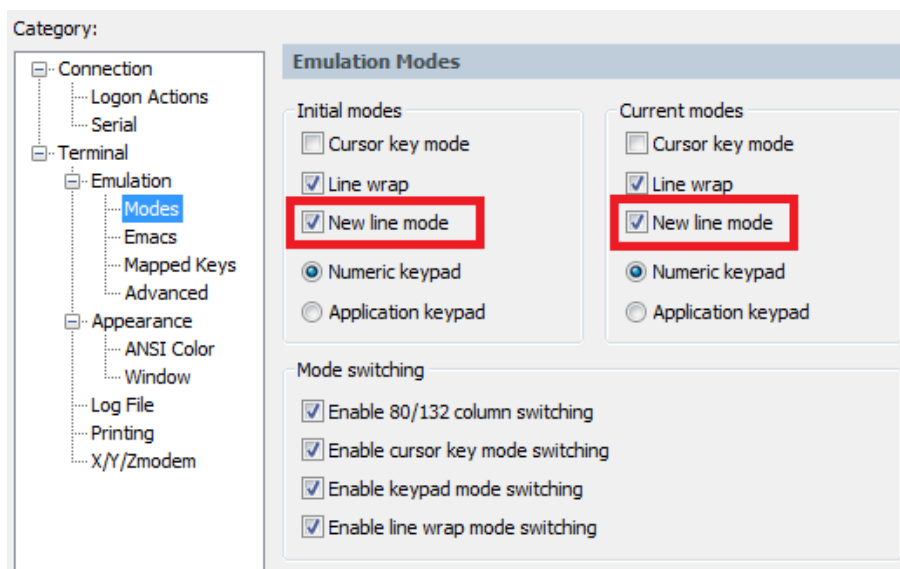 Category:
Connection
Logon Actions
Serial
Terminal
Emulation
Modes
Emacs
Mapped Keys
Advanced
Appearance
ANSI Color
Window
Log File
Printing
X/Y/Zmodem
Emulation Modes
Initial modes
Cursor key mode
Line wrap
New line mode
Numeric keypad
Application keypad
Current modes
Cursor key mode
Line wrap
New line mode
Numeric keypad
Application keypad
Mode switching
Enable 80/132 column switching
Enable cursor key mode switching
Enable keypad mode switching
Enable line wrap mode switching